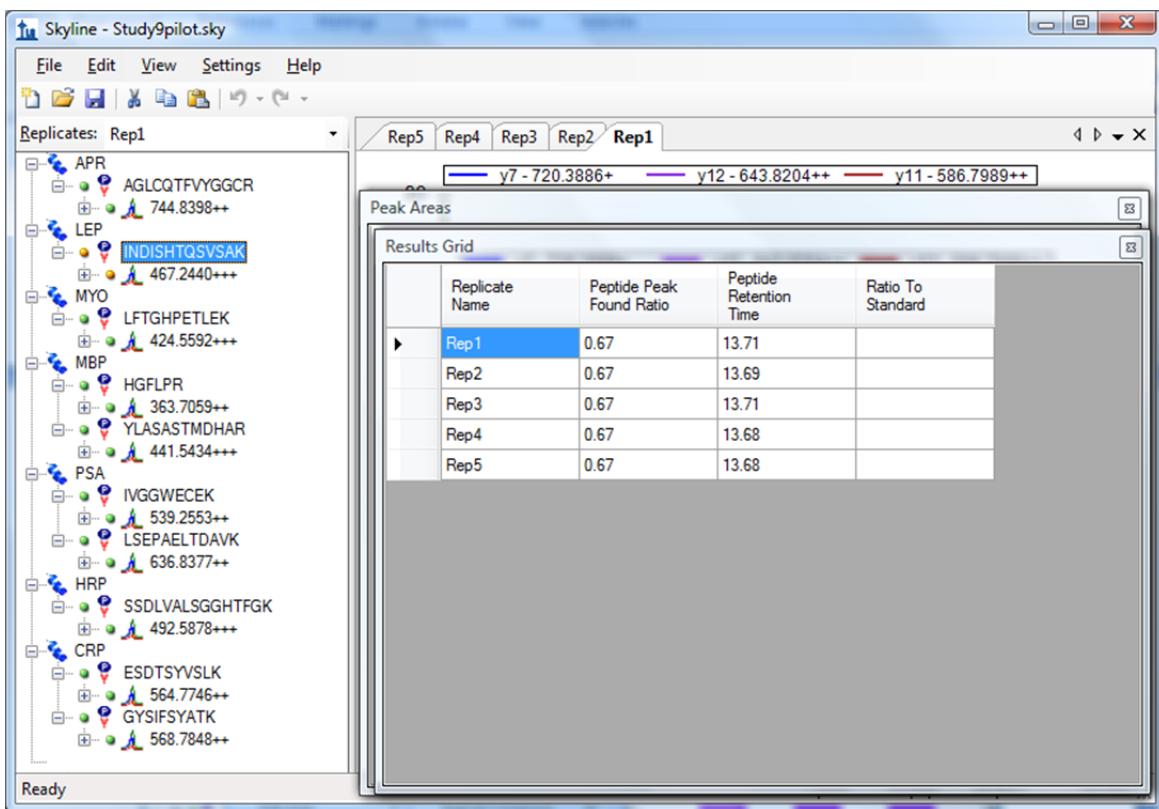 Skyline - Study9pilot.sky
File Edit View Settings Help
Replicates: Rep1
APR
AGLCQTFVYGGCR
744.8398++
LEP
INDISHTQSVSAK
467.2440+++
MYO
LFTGHPETLEK
424.5592+++
MBP
HGFLPR
363.7059++
YLASASTMDHAR
441.5434+++
PSA
IVGGWECEK
539.2553++
LSEPAELTDAVK
636.8377++
HRP
SSDLVALSGGHTFGK
492.5878+++
CRP
ESDTSYVSLK
564.7746++
GYSIFSYATK
568.7848++
Ready
Rep5 Rep4 Rep3 Rep2 Rep1
y7 - 720.3886+ y12 - 643.8204++ y11 - 586.7989++
Peak Areas
Results Grid
Replicate Name Peptide Peak Found Ratio Peptide Retention Time Ratio To Standard
Rep1 0.67 13.71
Rep2 0.67 13.69
Rep3 0.67 13.71
Rep4 0.67 13.68
Rep5 0.67 13.68